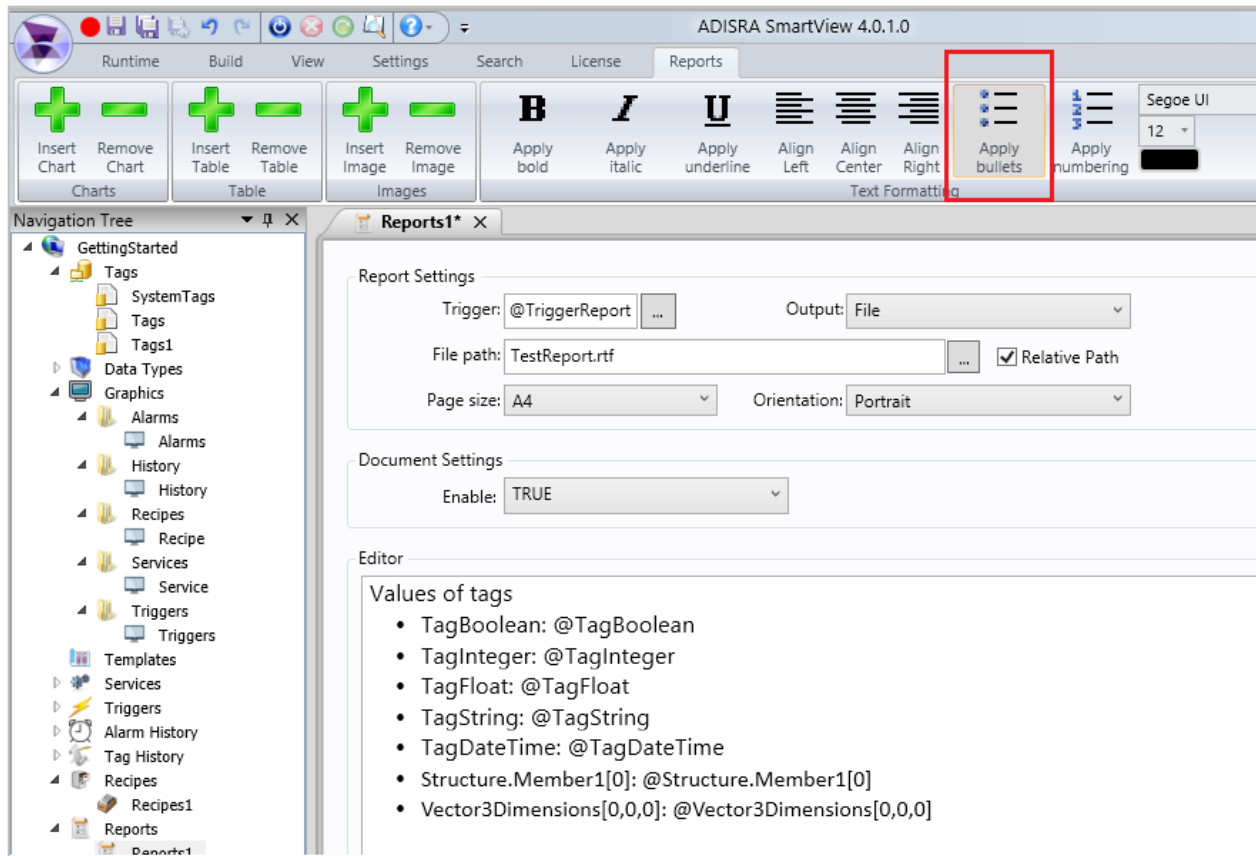 ADISRA SmartView 4.0.1.0
Runtime Build View Settings Search License Reports
Insert Chart Remove Chart Insert Table Remove Table Insert Image Remove Image Apply bold Apply italic Apply underline Align Left Align Center Align Right Apply bullets Apply numbering Segoe UI
12
Charts Table Images Text Formatting
Navigation Tree
GettingStarted
Tags
SystemTags
Tags
Tags1
Data Types
Graphics
Alarms
Alarms
History
History
Recipes
Recipe
Services
Service
Triggers
Triggers
Templates
Services
Triggers
Alarm History
Tag History
Recipes
Recipes1
Reports
Reports1
Reports1*
Report Settings
Trigger: @TriggerReport ... Output: File
File path: TestReport.rtf ... Relative Path
Page size: A4 Orientation: Portrait
Document Settings
Enable: TRUE
Editor
Values of tags
• TagBoolean: @TagBoolean
• TagInteger: @TagInteger
• TagFloat: @TagFloat
• TagString: @TagString
• TagDateTime: @TagDateTime
• Structure.Member1[0]: @Structure.Member1[0]
• Vector3Dimensions[0,0,0]: @Vector3Dimensions[0,0,0]